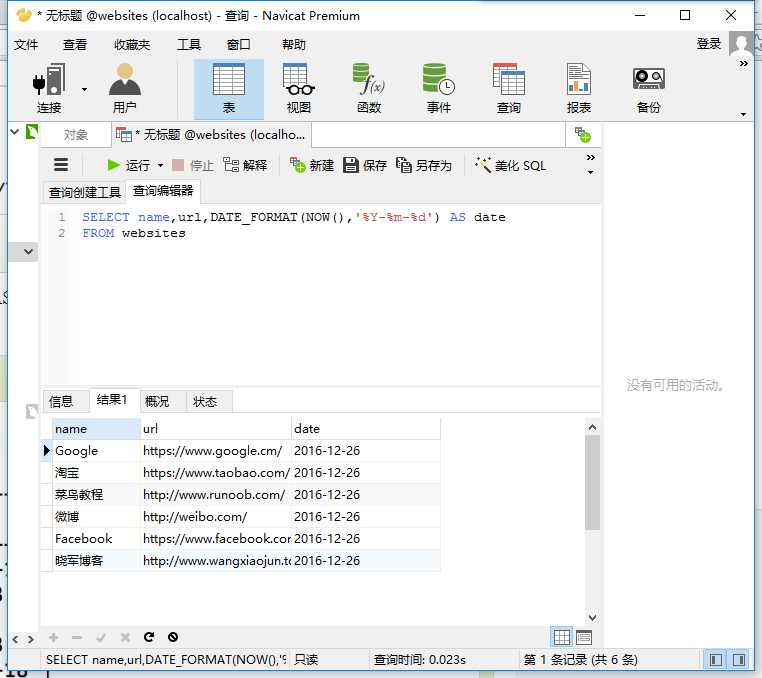 * 无标题 @websites (localhost) - 查询 - Navicat Premium
文件 查看 收藏夹 工具 窗口 帮助 登录
连接 用户 表 视图 函数 事件 查询 报表 备份
对象 * 无标题 @websites (localho...
运行 停止 解释 新建 保存 另存为 美化 SQL
查询创建工具 查询编辑器
1 SELECT name,url,DATE_FORMAT(NOW(),'%Y-%m-%d') AS date
2 FROM websites
没有可用的活动。
信息 结果1 概况 状态
name url date
Google https://www.google.cm/ 2016-12-26
淘宝 https://www.taobao.com/ 2016-12-26
菜鸟教程 http://www.runoob.com/ 2016-12-26
微博 http://weibo.com/ 2016-12-26
Facebook https://www.facebook.cor 2016-12-26
晓军博客 http://www.wangxiaojun.to 2016-12-26
SELECT name,url,DATE_FORMAT(NOW(),'% 只读 查询时间: 0.023s 第 1 条记录 (共 6 条)